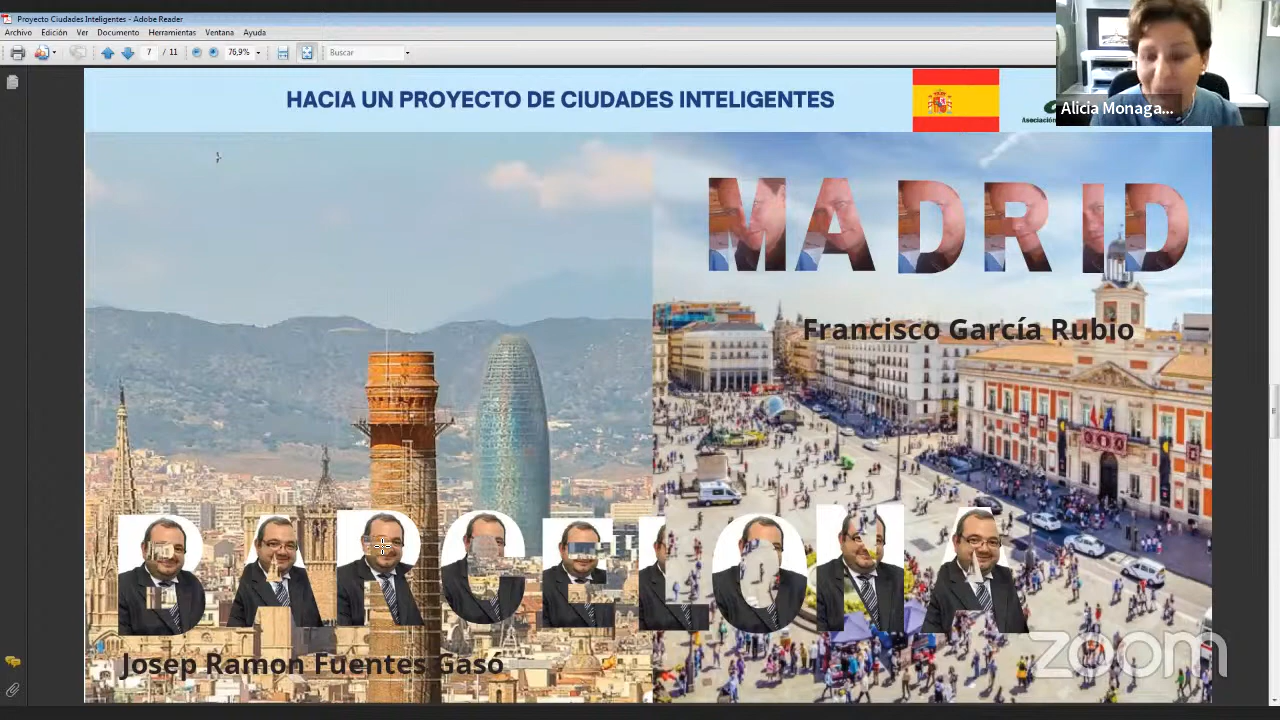 Proyecto Ciudades Inteligentes - Adobe Reader
Archivo Edición Ver Documento Herramientas Ventana Ayuda
7 / 11 76,9% Buscar
HACIA UN PROYECTO DE CIUDADES INTELIGENTES
Asociación
Alicia Monaga...
MADRID
Francisco García Rubio
BARCELONA
Josep Ramon Fuentes Gasó
zoom